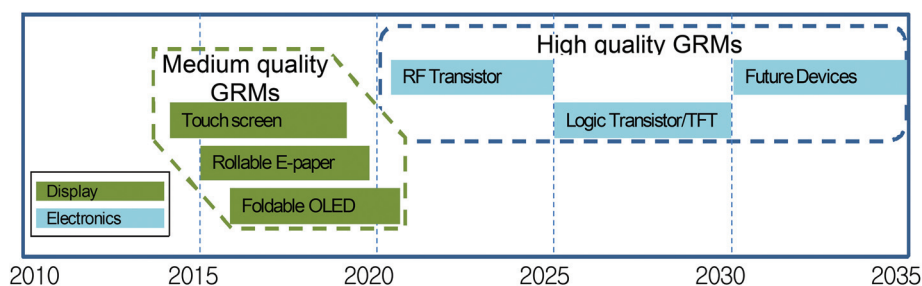 High quality GRMs
Medium quality
GRMs
RF Transistor
Future Devices
Touch screen
Logic Transistor/TFT
Rollable E-paper
Foldable OLED
Display
Electronics
2010
2015
2020
2025
2030
2035